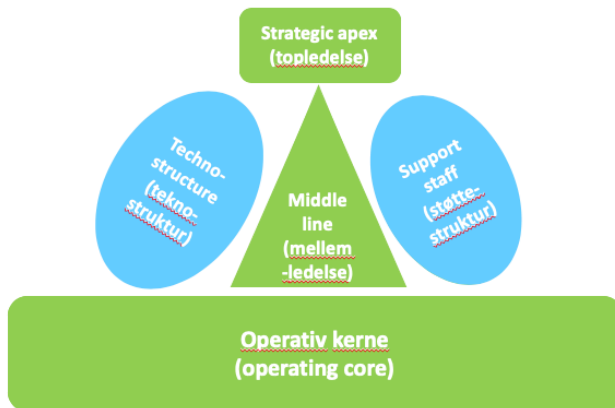 Strategic apex
(topledelse)
Techno-
structure
(tekno-
struktur)
Support
staff
(støtte-
struktur)
Middle
line
(mellem
-ledelse)
Operativ kerne
(operating core)